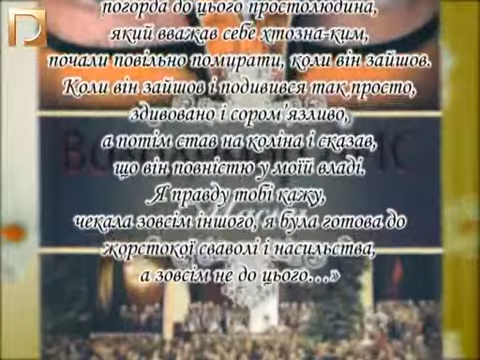 погорда до цього простолюдина,
який вважав себе хтозна-ким,
почали повільно помирати, коли він зайшов.
Коли він зайшов і подивився так просто,
здивовано і сором'язливо,
а потім став на коліна і сказав,
що він повністю у моїй владі.
Я правду тобі кажу,
чекала зовсім іншого, я була готова до
жорстокої сваволі і насильства,
а зовсім не до цього...»